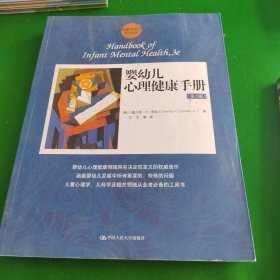 Handbook of
Infant Mental Health,3e
婴幼儿
心理健康手册
婴幼儿心理健康领域具有决定性意义的权威著作
涵盖婴幼儿发展中所有重要的、特殊的问题
儿童心理学、儿科学及相关领域从业者必备的工具书
中国人民大学出版社